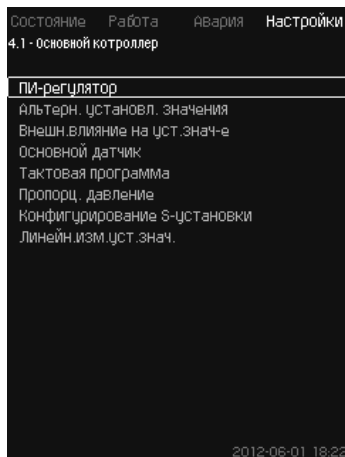 Состояние Работа Авария Настройки
4.1 - Основной котроллер
ПИ-регулятор
Альтерн. установл. значения
Внешн.влияние на уст.знач-е
Основной датчик
Тактовая программа
Пропорц. давление
Конфигурирование S-установки
Линейн.изм.уст.знач.
2012-06-01 18:22